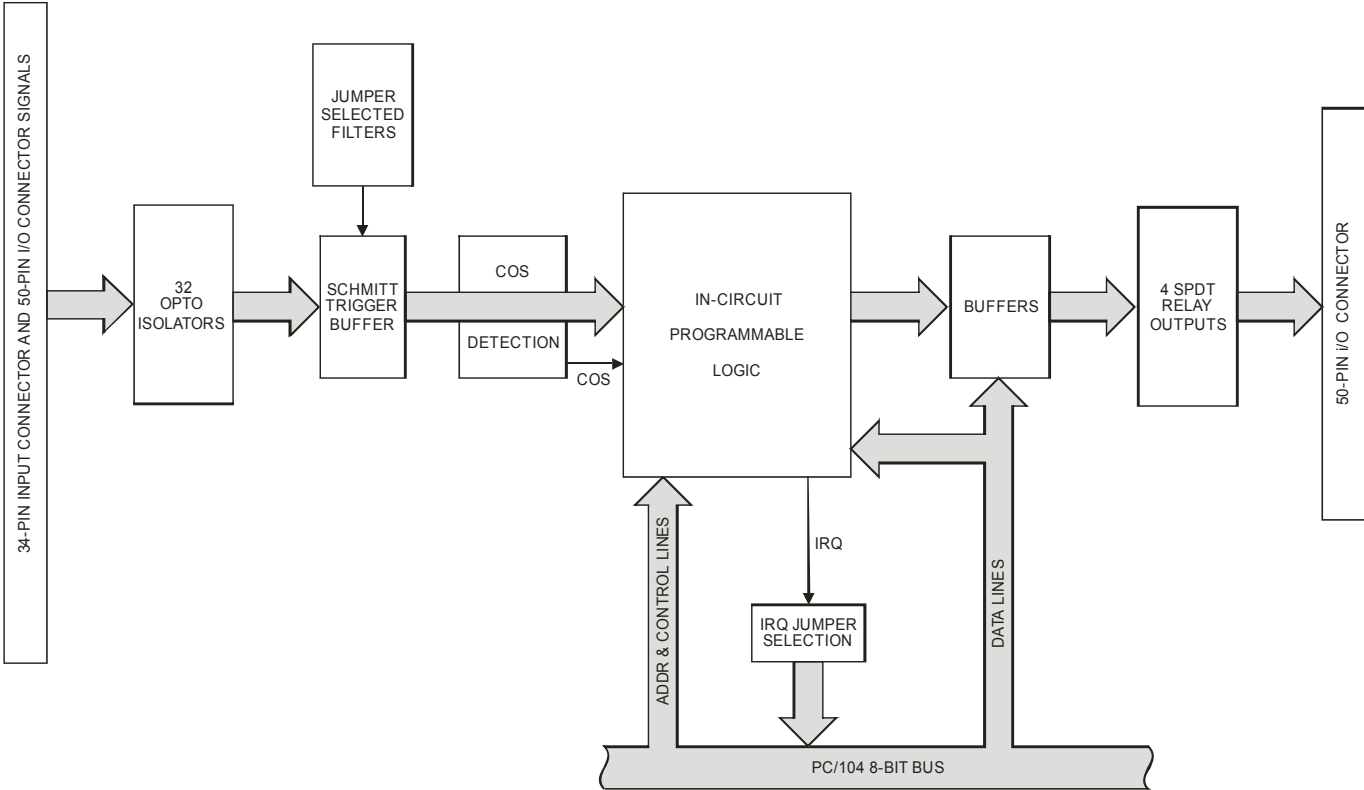 34-PIN INPUT CONNECTOR AND 50-PIN I/O CONNECTOR SIGNALS
32
OPTO
ISOLATORS
JUMPER
SELECTED
FILTERS
SCHMITT
TRIGGER
BUFFER
COS
DETECTION
COS
IN-CIRCUIT
PROGRAMMABLE
LOGIC
BUFFERS
4 SPDT
RELAY
OUTPUTS
50-PIN i/O CONNECTOR
ADDR & CONTROL LINES
IRQ
IRQ JUMPER
SELECTION
DATA LINES
PC/104 8-BIT BUS